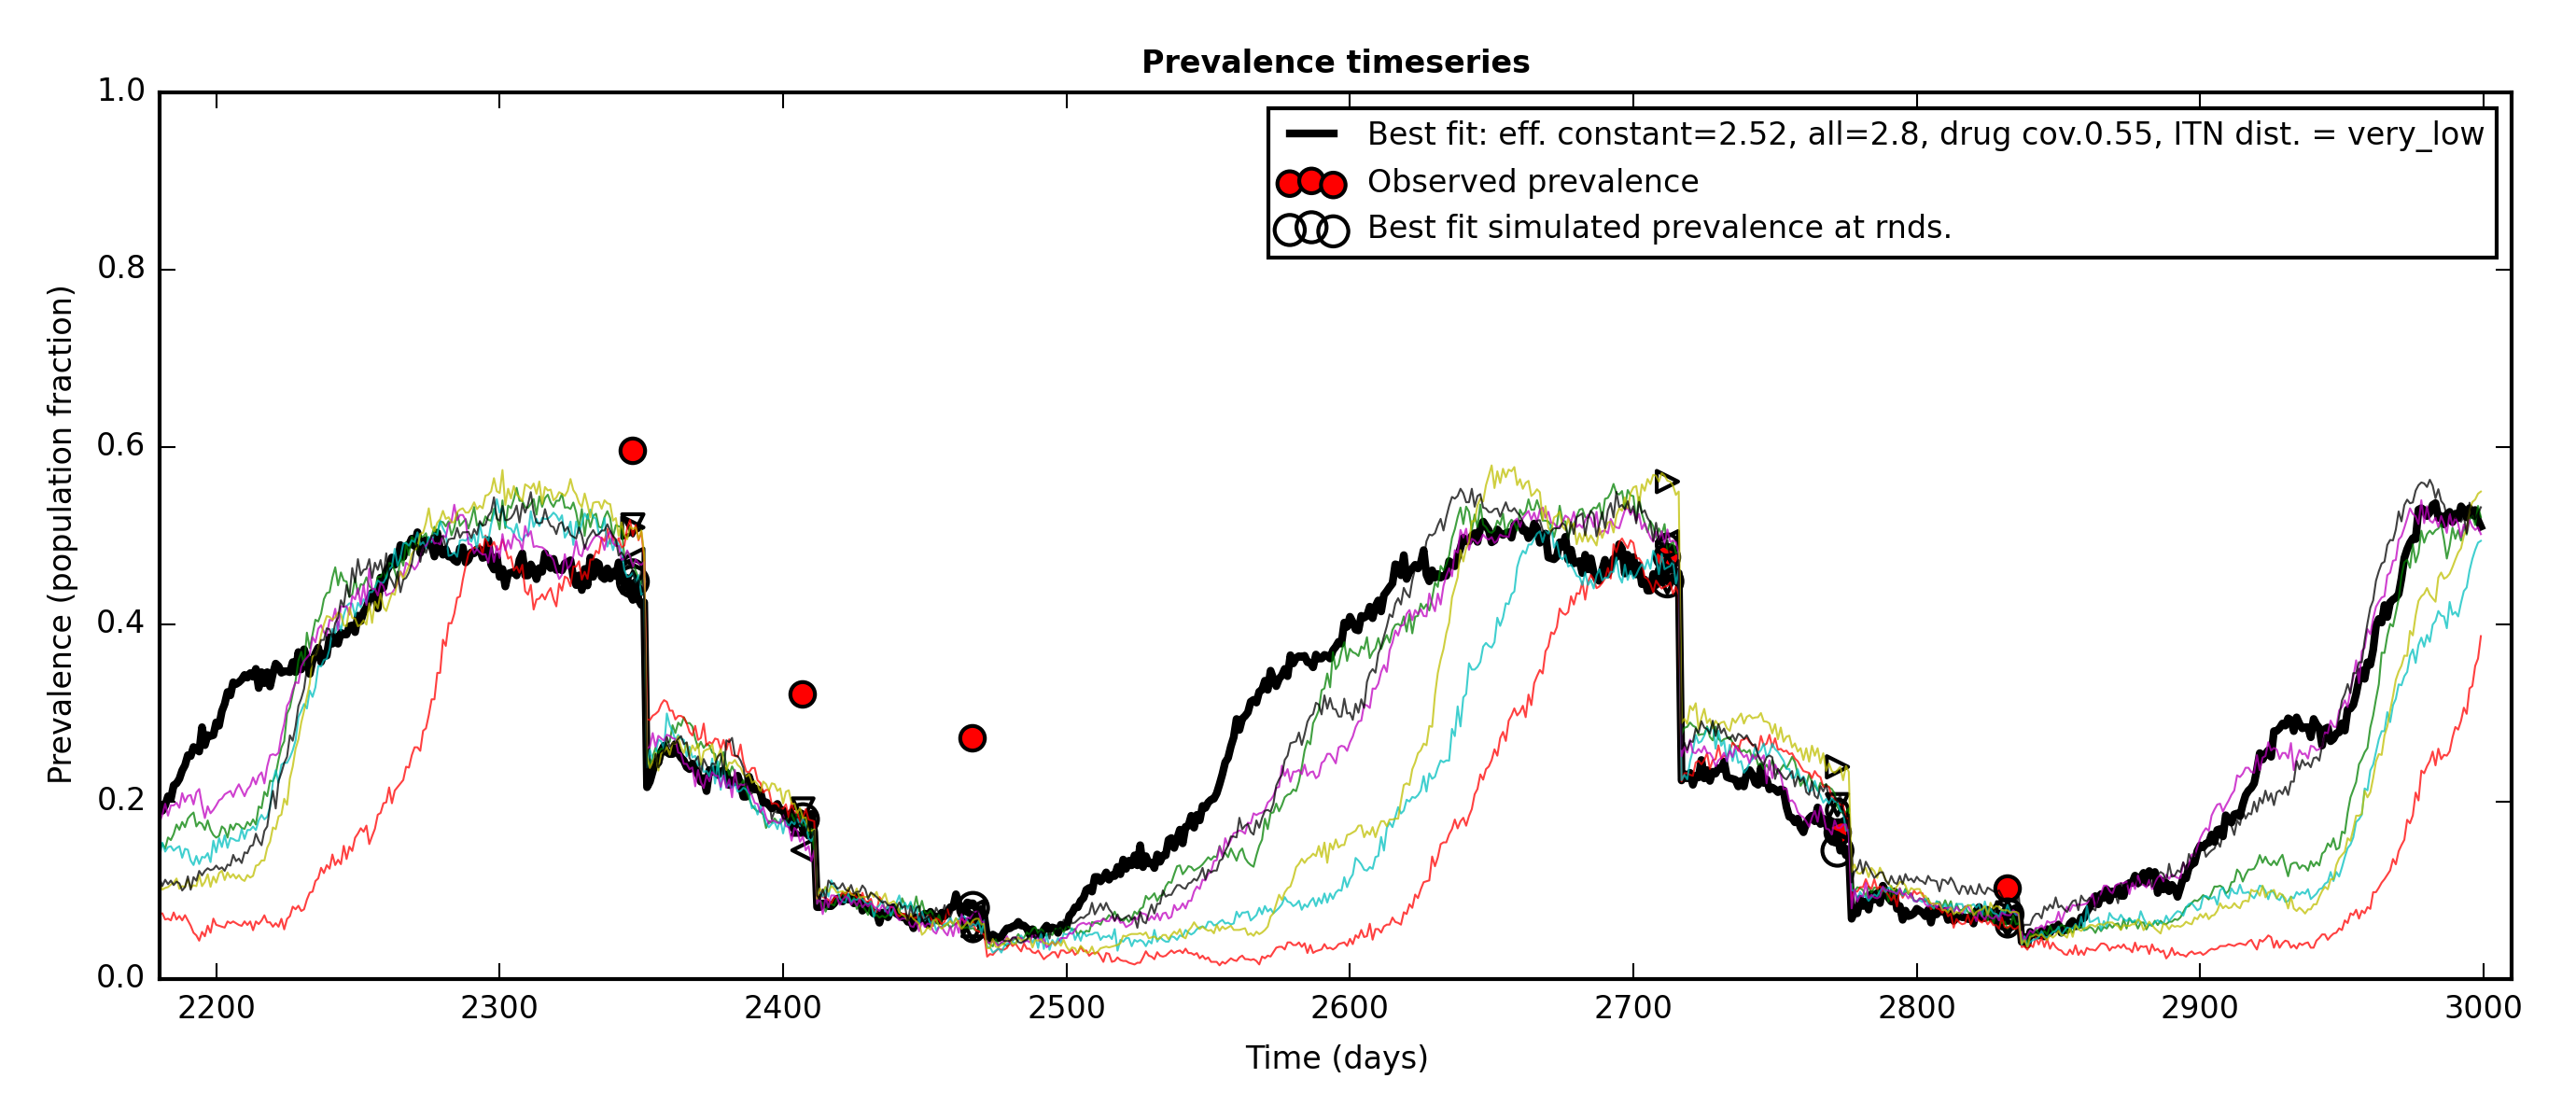 Prevalence timeseries
Best fit: eff. constant=2.52, all=2.8, drug cov.0.55, ITN dist. = very_low
Observed prevalence
Best fit simulated prevalence at rnds.
Prevalence (population fraction)
1.0
0.8
0.6
0.4
0.2
0.0
2200 2300 2400 2500 2600 2700 2800 2900 3000
Time (days)